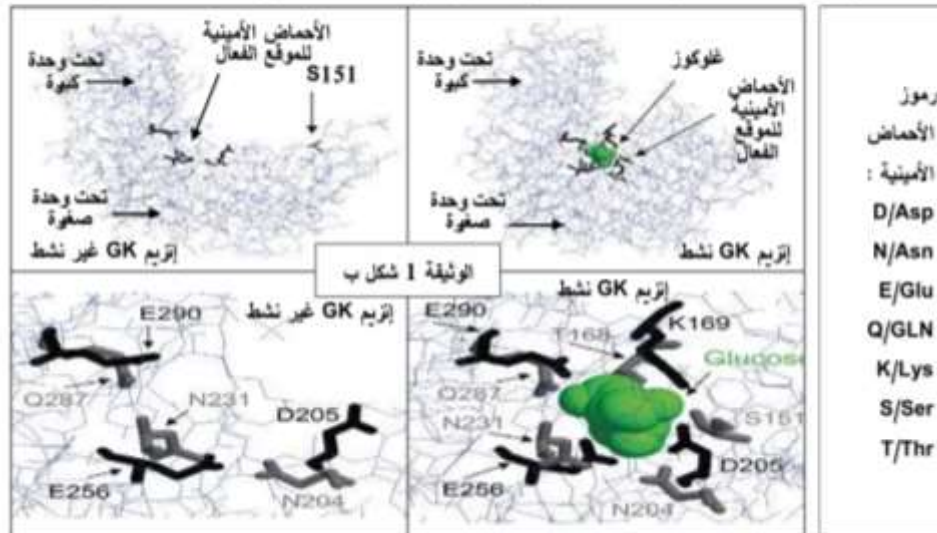 الأحماض الأمينية
للموقع الفعال
S151
تحت وحدة
كبيرة
تحت وحدة
صغيرة
إنزيم GK غير نشط
غلوكوز
تحت وحدة
كبيرة
الأحماض
الأمينية
للموقع
الفعال
تحت وحدة
صغيرة
إنزيم GK نشط
الوثيقة 1 شكل ب
إنزيم GK غير نشط
E290
Q287
N231
D205
E256
N204
إنزيم GK نشط
E290
T168
K169
Glucose
Q287
N231
S151
D205
E256
N204
رموز
الأحماض
الأمينية :
D/Asp
N/Asn
E/Glu
Q/GLN
K/Lys
S/Ser
T/Thr